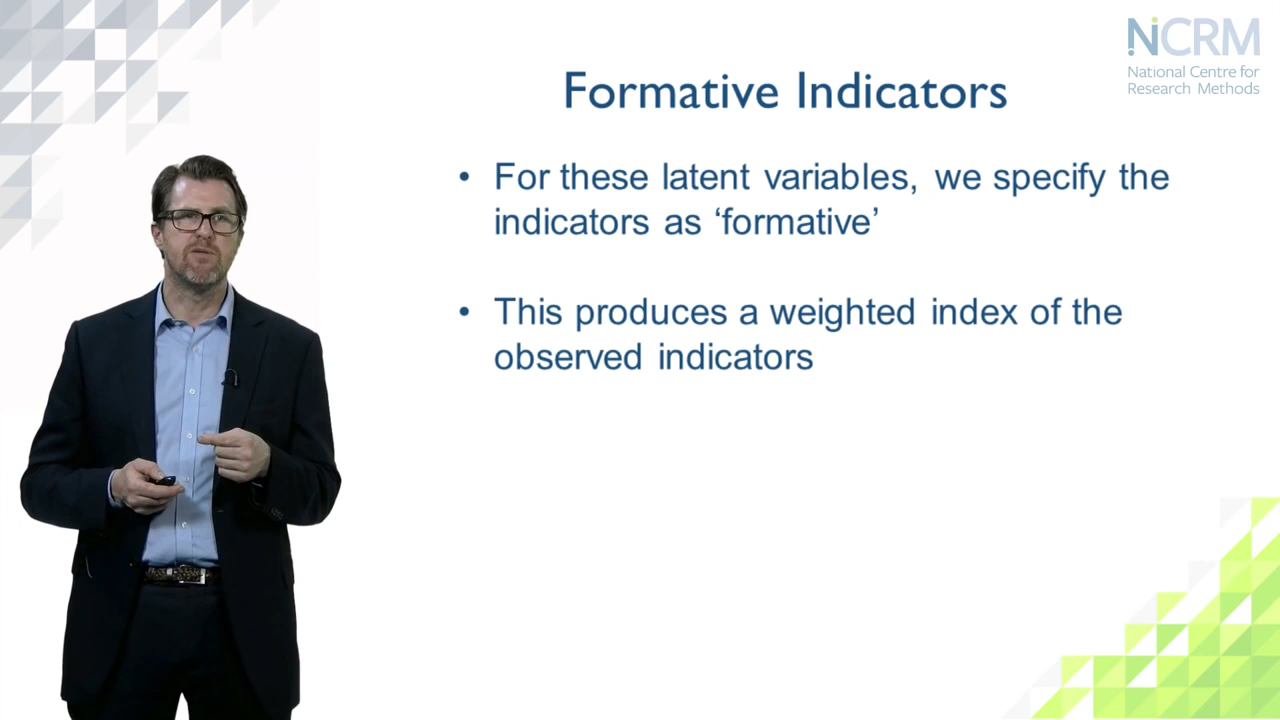 NCRM
National Centre for
Research Methods
Formative Indicators
• For these latent variables, we specify the
indicators as ‘formative’
• This produces a weighted index of the
observed indicators